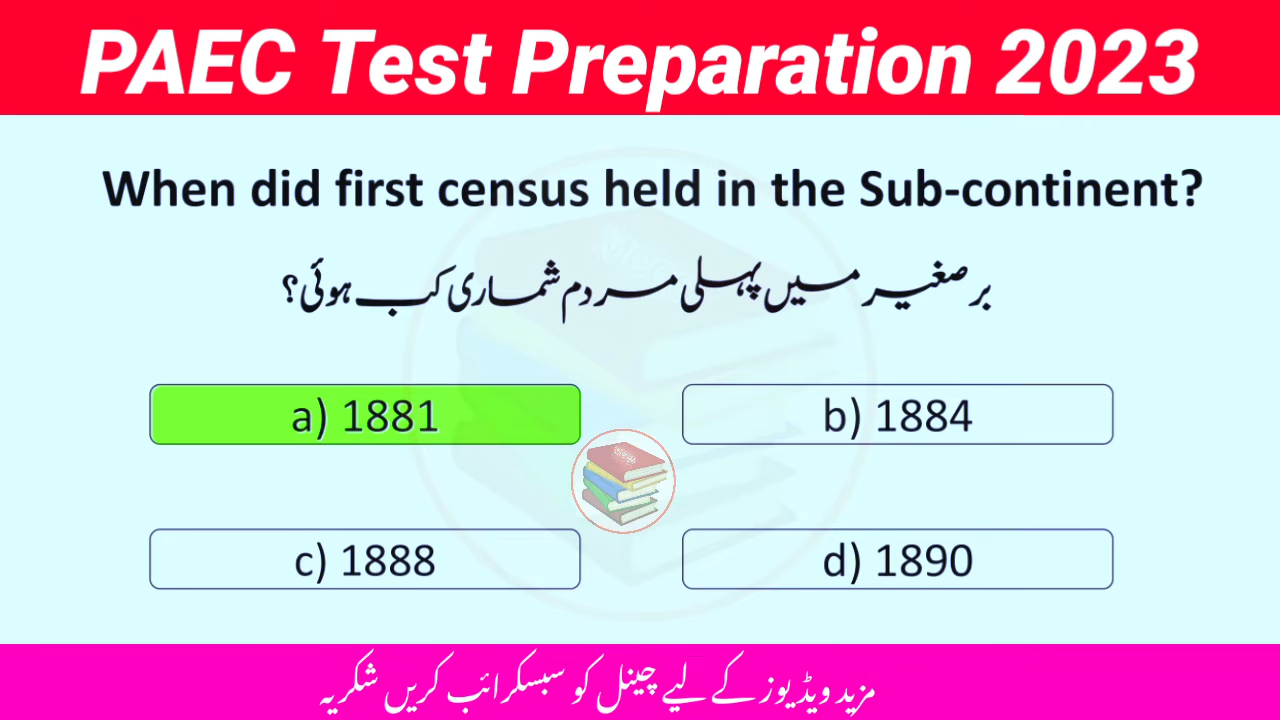 PAEC Test Preparation 2023
When did first census held in the Sub-continent?
برصغیر میں پہلی مردم شماری کب ہوئی؟
a) 1881
b) 1884
c) 1888
d) 1890
مزید ویڈیوز کے لیے چینل کو سبسکرائب کریں شکریہ